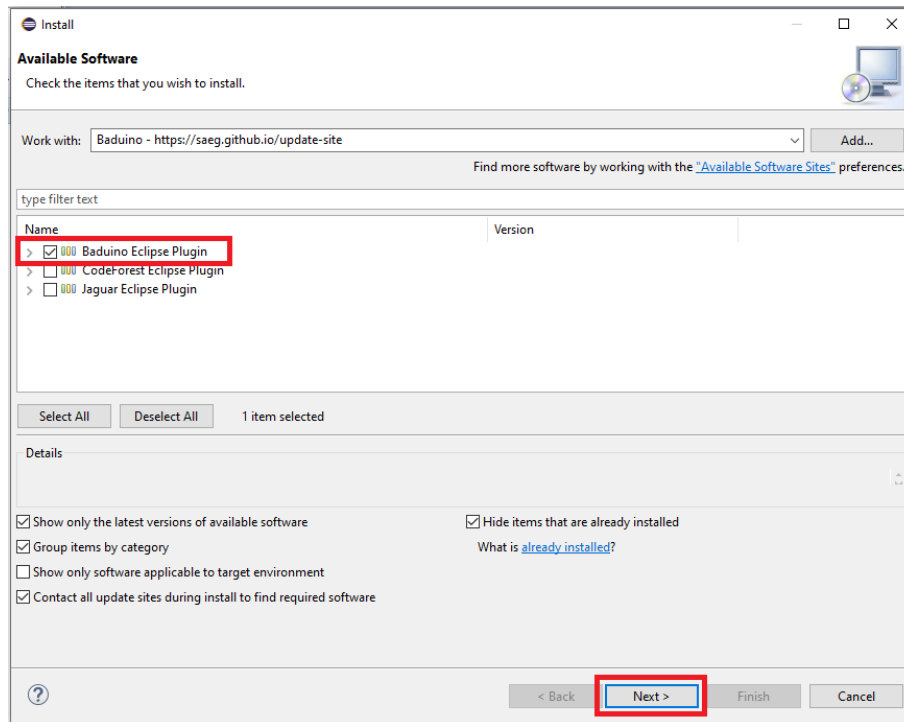 Install
Available Software
Check the items that you wish to install.
Work with: Baduino - https://saeg.github.io/update-site Add...
Find more software by working with the "Available Software Sites" preferences.
type filter text
Name Version
Baduino Eclipse Plugin
CodeForest Eclipse Plugin
Jaguar Eclipse Plugin
Select All Deselect All 1 item selected
Details
Show only the latest versions of available software Hide items that are already installed
Group items by category What is already installed?
Show only software applicable to target environment
Contact all update sites during install to find required software
? < Back Next > Finish Cancel